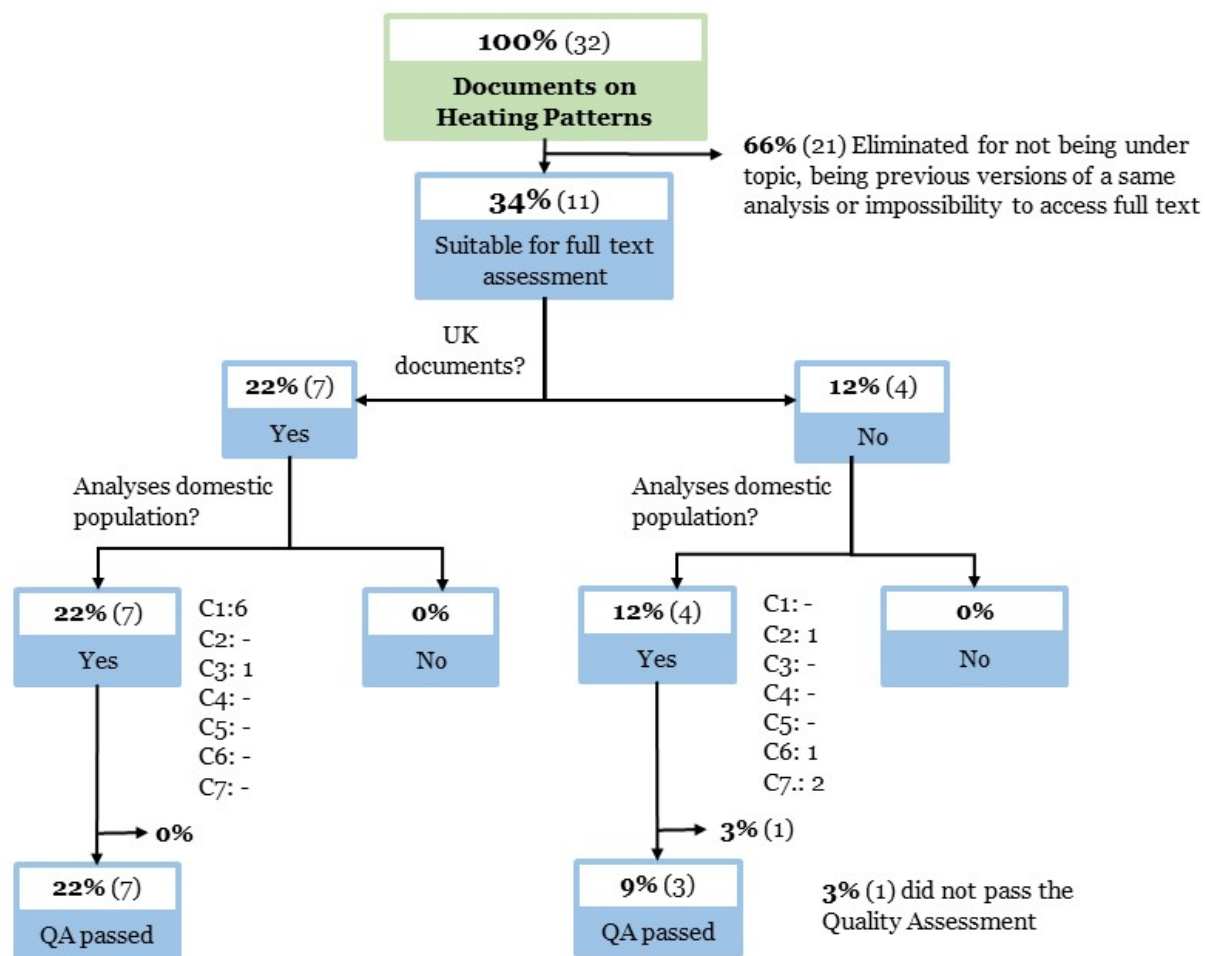 100% (32)
Documents on
Heating Patterns
66% (21) Eliminated for not being under
topic, being previous versions of a same
analysis or impossibility to access full text
34% (11)
Suitable for full text
assessment
UK
documents?
22% (7)
Yes
12% (4)
No
Analyses domestic
population?
Analyses domestic
population?
22% (7)
Yes
C1:6
C2: -
C3: 1
C4: -
C5: -
C6: -
C7: -
0%
No
12% (4)
Yes
C1: -
C2: 1
C3: -
C4: -
C5: -
C6: 1
C7.: 2
0%
No
0%
3% (1)
22% (7)
QA passed
9% (3)
QA passed
3% (1) did not pass the
Quality Assessment